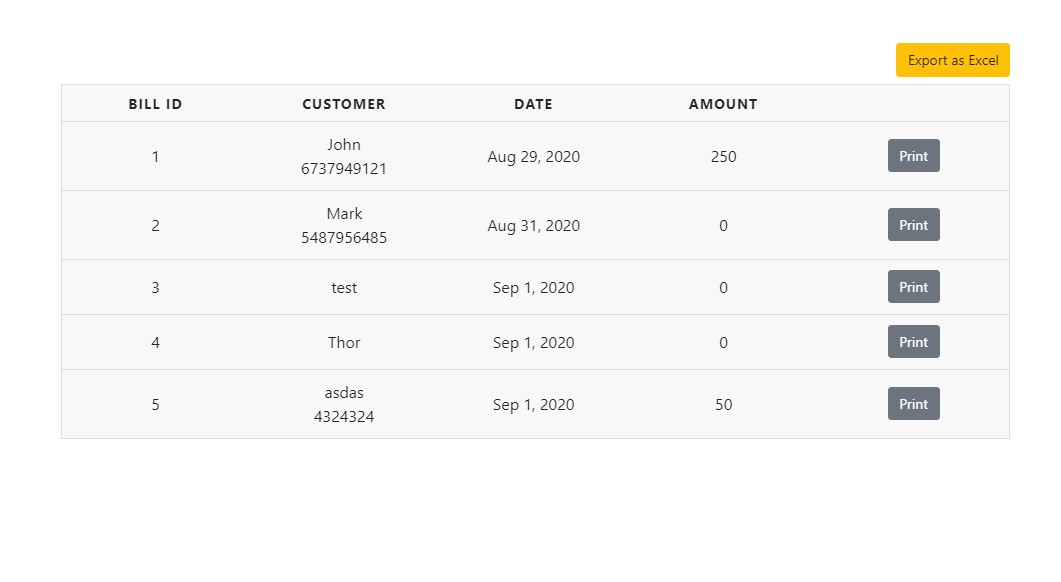 Export as Excel
BILL ID CUSTOMER DATE AMOUNT
1 John 6737949121 Aug 29, 2020 250 Print
2 Mark 5487956485 Aug 31, 2020 0 Print
3 test Sep 1, 2020 0 Print
4 Thor Sep 1, 2020 0 Print
5 asdas 4324324 Sep 1, 2020 50 Print